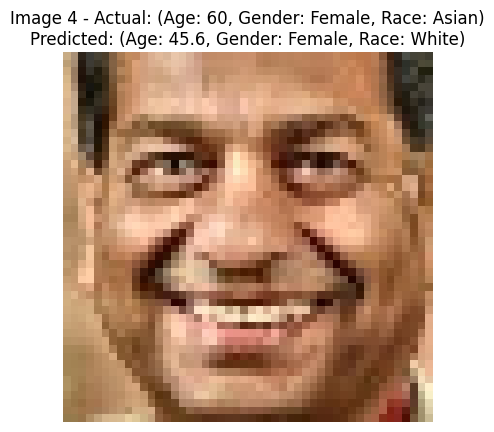 Image 4 - Actual: (Age: 60, Gender: Female, Race: Asian)
Predicted: (Age: 45.6, Gender: Female, Race: White)